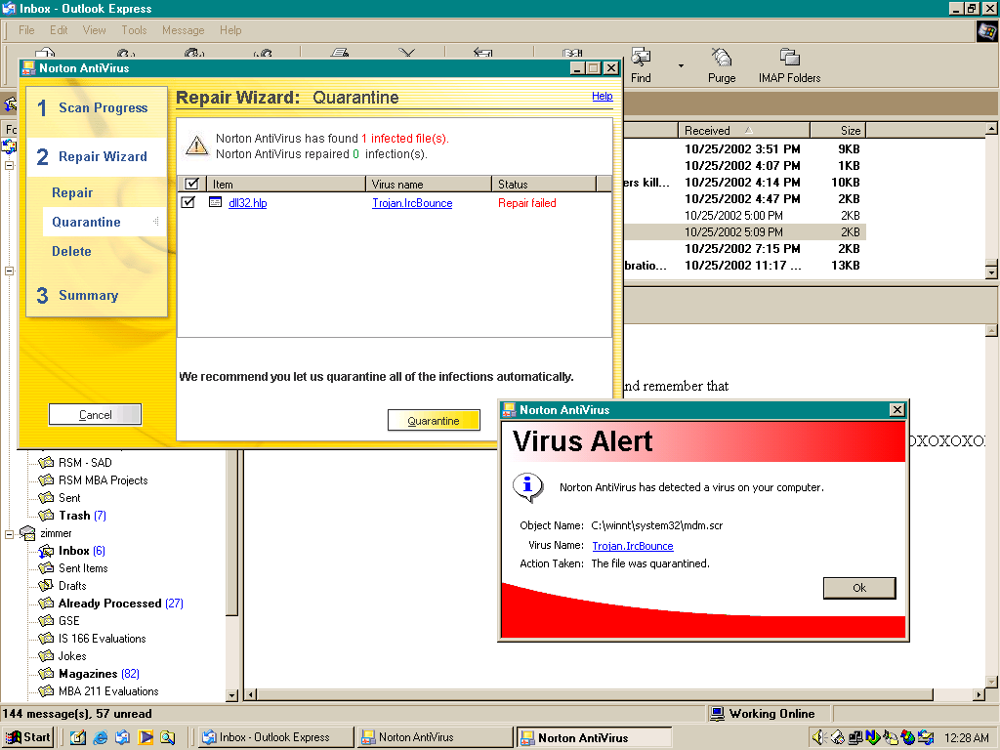 Inbox - Outlook Express
File Edit View Tools Message Help
Find Purge IMAP Folders
Norton AntiVirus
1 Scan Progress
2 Repair Wizard
Repair
Quarantine
Delete
3 Summary
Cancel
Repair Wizard: Quarantine
Help
Norton AntiVirus has found 1 infected file(s).
Norton AntiVirus repaired 0 infection(s).
Item Virus name Status
dll32.hlp Trojan.IrcBounce Repair failed
We recommend you let us quarantine all of the infections automatically.
Quarantine
Received Size
10/25/2002 3:51 PM 9KB
10/25/2002 4:07 PM 1KB
ers kill... 10/25/2002 4:14 PM 10KB
10/25/2002 4:47 PM 2KB
10/25/2002 5:00 PM 2KB
10/25/2002 5:09 PM 2KB
10/25/2002 7:15 PM 2KB
bratio... 10/25/2002 11:17 ... 13KB
nd remember that
OXOXOXO
Norton AntiVirus
Virus Alert
Norton AntiVirus has detected a virus on your computer.
Object Name: C:\winnt\system32\mdm.scr
Virus Name: Trojan.IrcBounce
Action Taken: The file was quarantined.
Ok
Fo
RSM - SAD
RSM MBA Projects
Sent
Trash (7)
zimmer
Inbox (6)
Sent Items
Drafts
Already Processed (27)
GSE
IS 166 Evaluations
Jokes
Magazines (82)
MBA 211 Evaluations
144 message(s), 57 unread
Working Online
Start
Inbox - Outlook Express
Norton AntiVirus
Norton AntiVirus
12:28 AM